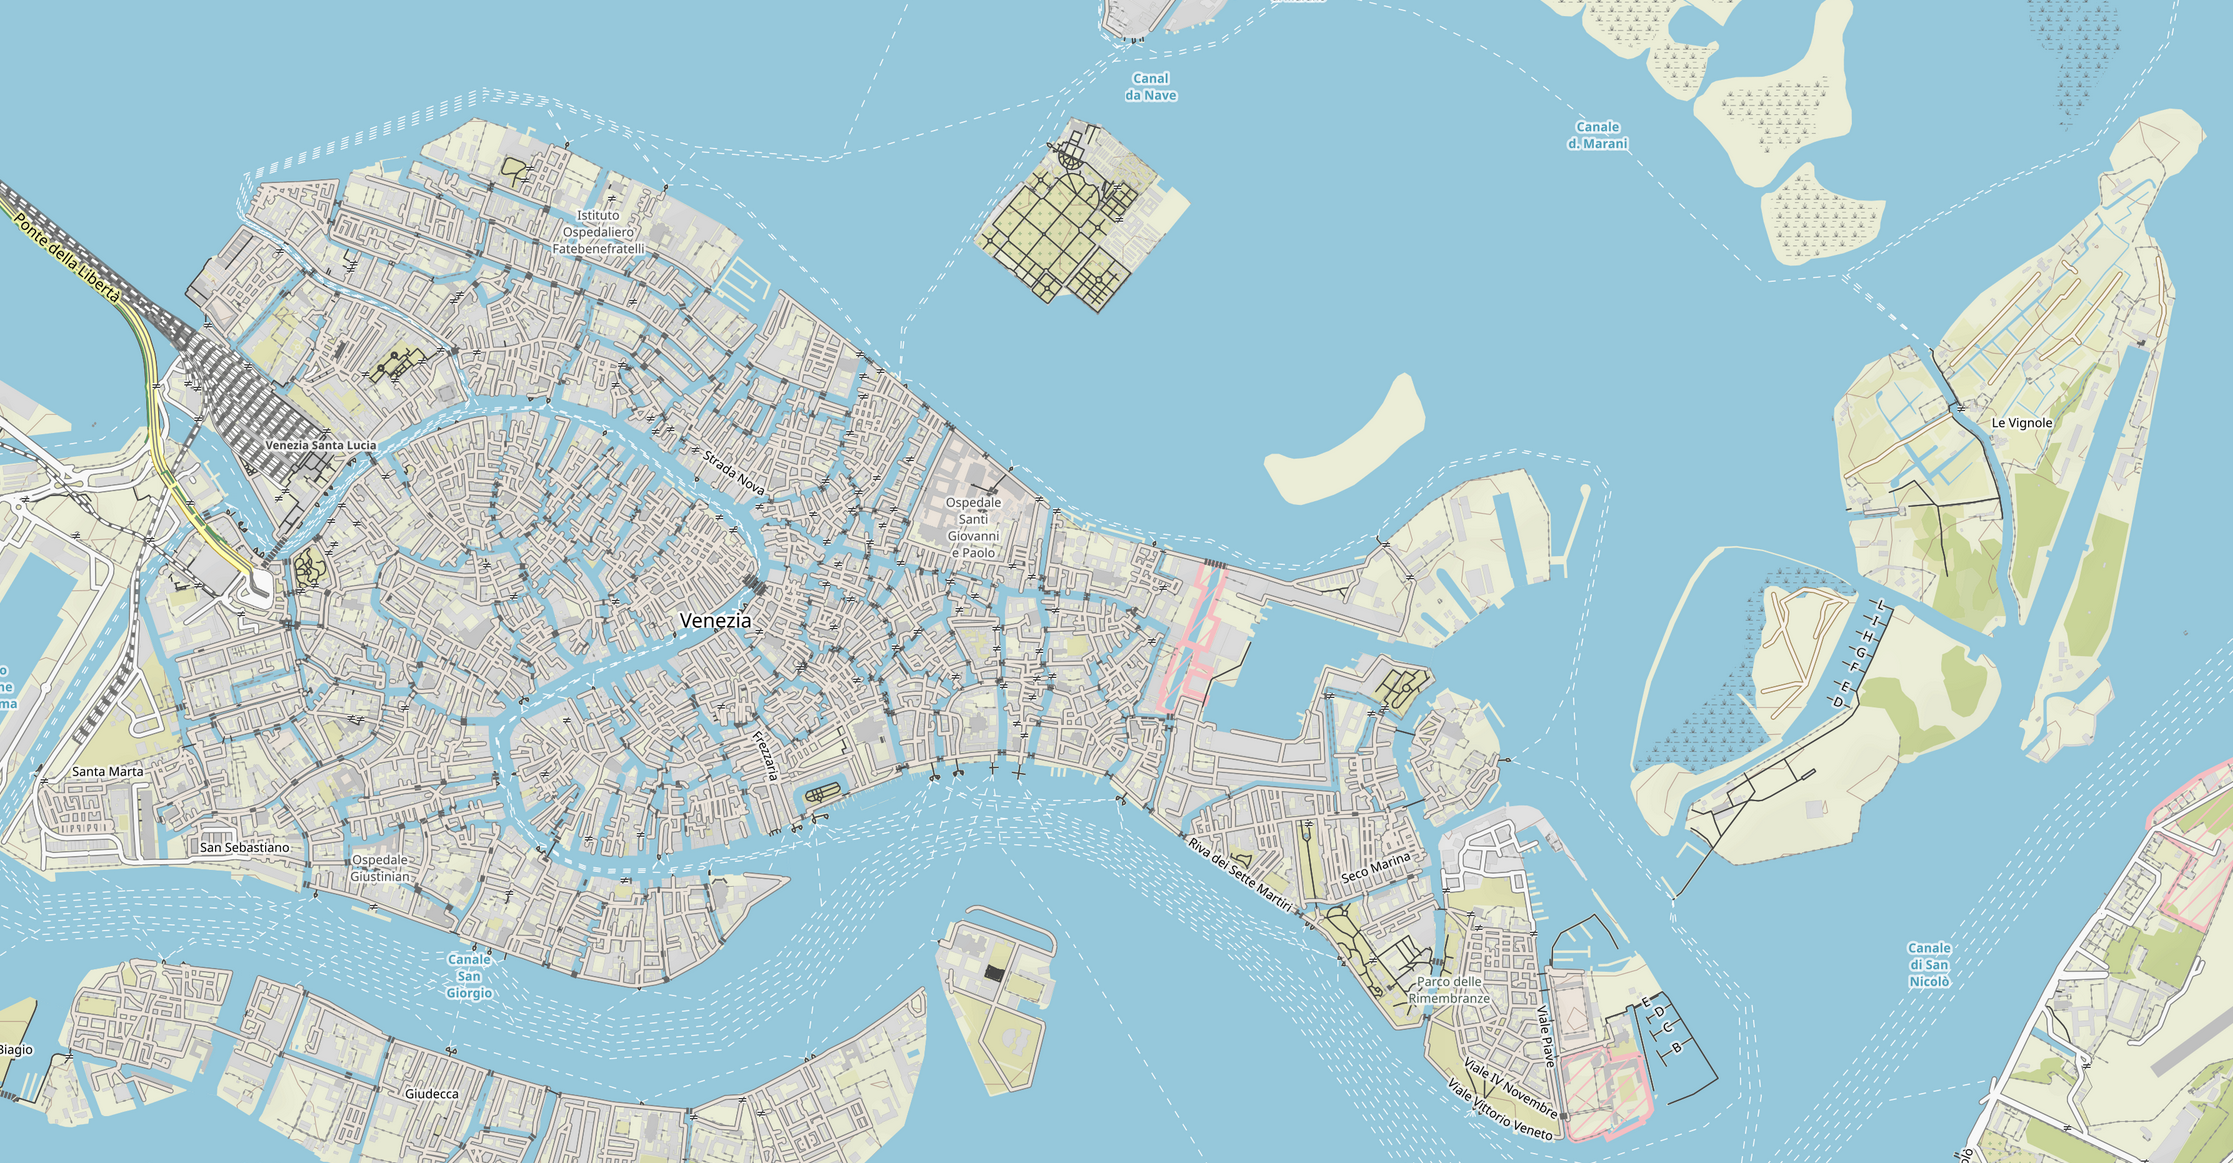 Canal
da Nave
Canale
d. Marani
Ponte della Libertà
Istituto
Ospedaliero
Fatebenefratelli
Le Vignole
Venezia Santa Lucia
Strada Nova
Ospedale
Santi
Giovanni
e Paolo
Venezia
L
I
H
G
F
E
D
Frezzaria
Santa Marta
San Sebastiano
Ospedale
Giustinian
Riva dei Sette Martiri
Seco Marina
Canale
San
Giorgio
Canale
di San
Nicolò
Parco delle
Rimembranze
E
D
C
B
Viale Piave
Biagio
Giudecca
Viale IV Novembre
Viale Vittorio Veneto